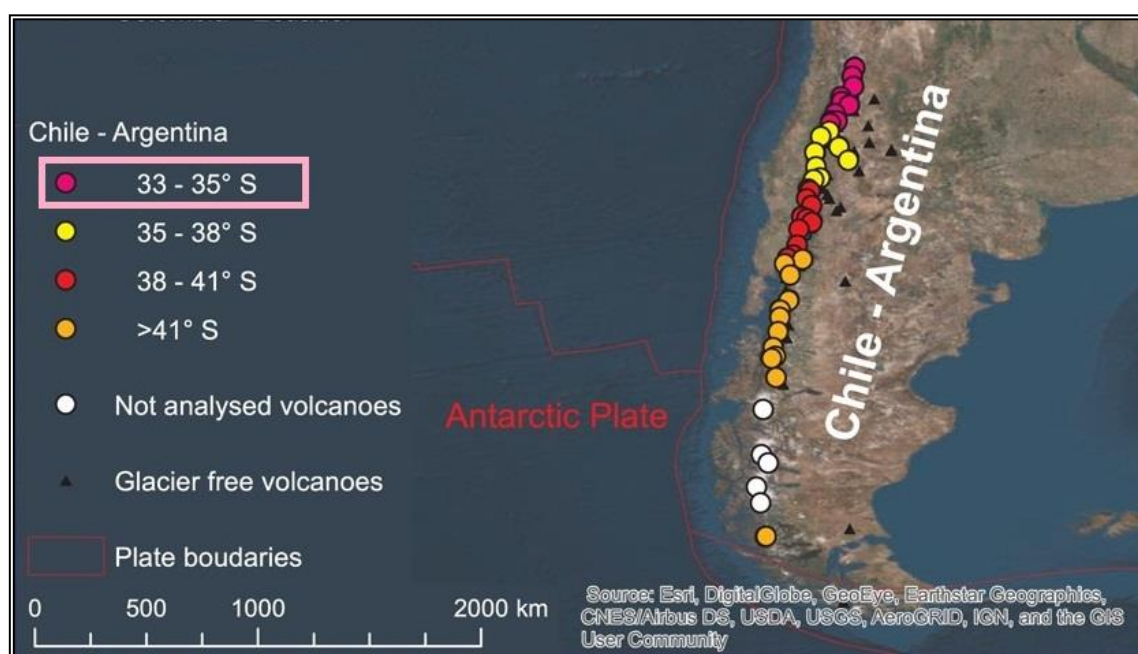 Chile - Argentina
33 - 35° S
35 - 38° S
38 - 41° S
>41° S
Not analysed volcanoes
Glacier free volcanoes
Plate boudaries
0 500 1000 2000 km
Antarctic Plate
Chile - Argentina
Source: Esri, DigitalGlobe, GeoEye, Earthstar Geographics,
CNES/Airbus DS, USDA, USGS, AeroGRID, IGN, and the GIS
User Community